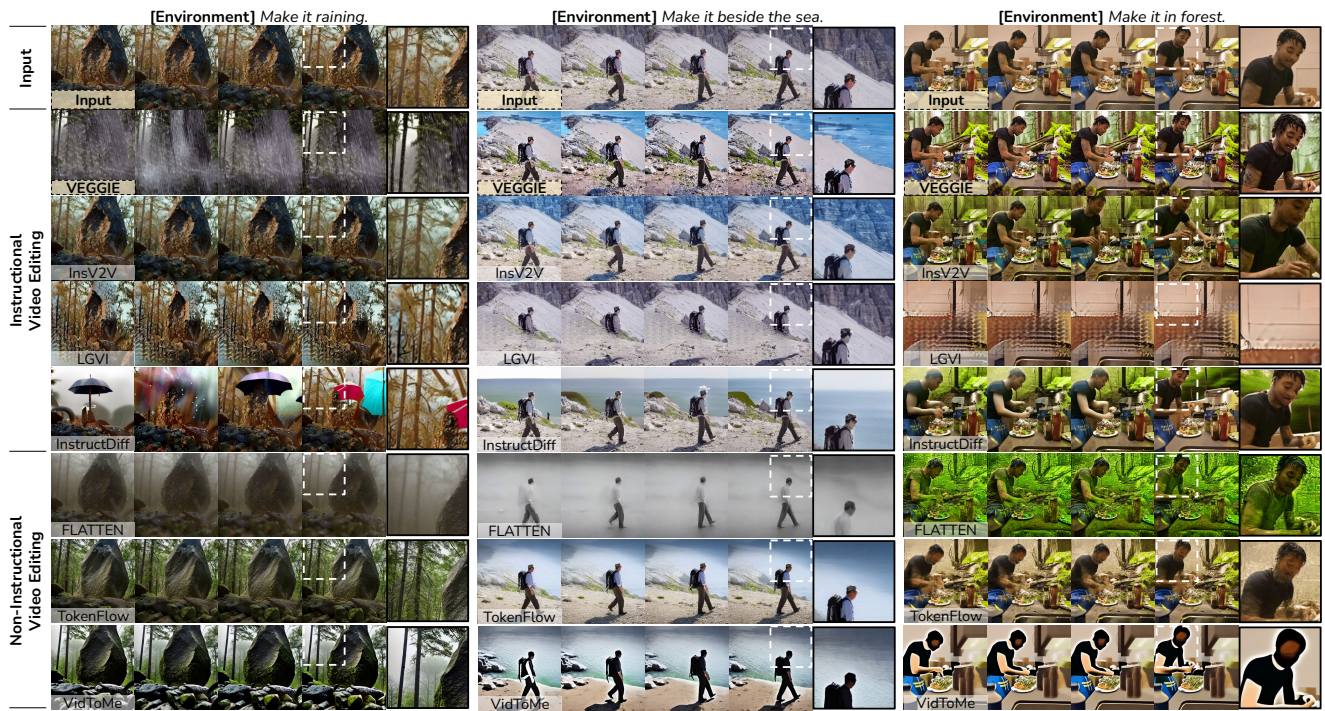 [Environment] Make it raining.
[Environment] Make it beside the sea.
[Environment] Make it in forest.
Input
Input
Input
Input
Instructional
Video Editing
VEGGIE
VEGGIE
VEGGIE
InsV2V
InsV2V
InsV2V
LGVI
LGVI
LGVI
InstructDiff
InstructDiff
InstructDiff
Non-Instructional
Video Editing
FLATTEN
FLATTEN
FLATTEN
TokenFlow
TokenFlow
TokenFlow
VidToMe
VidToMe
VidToMe